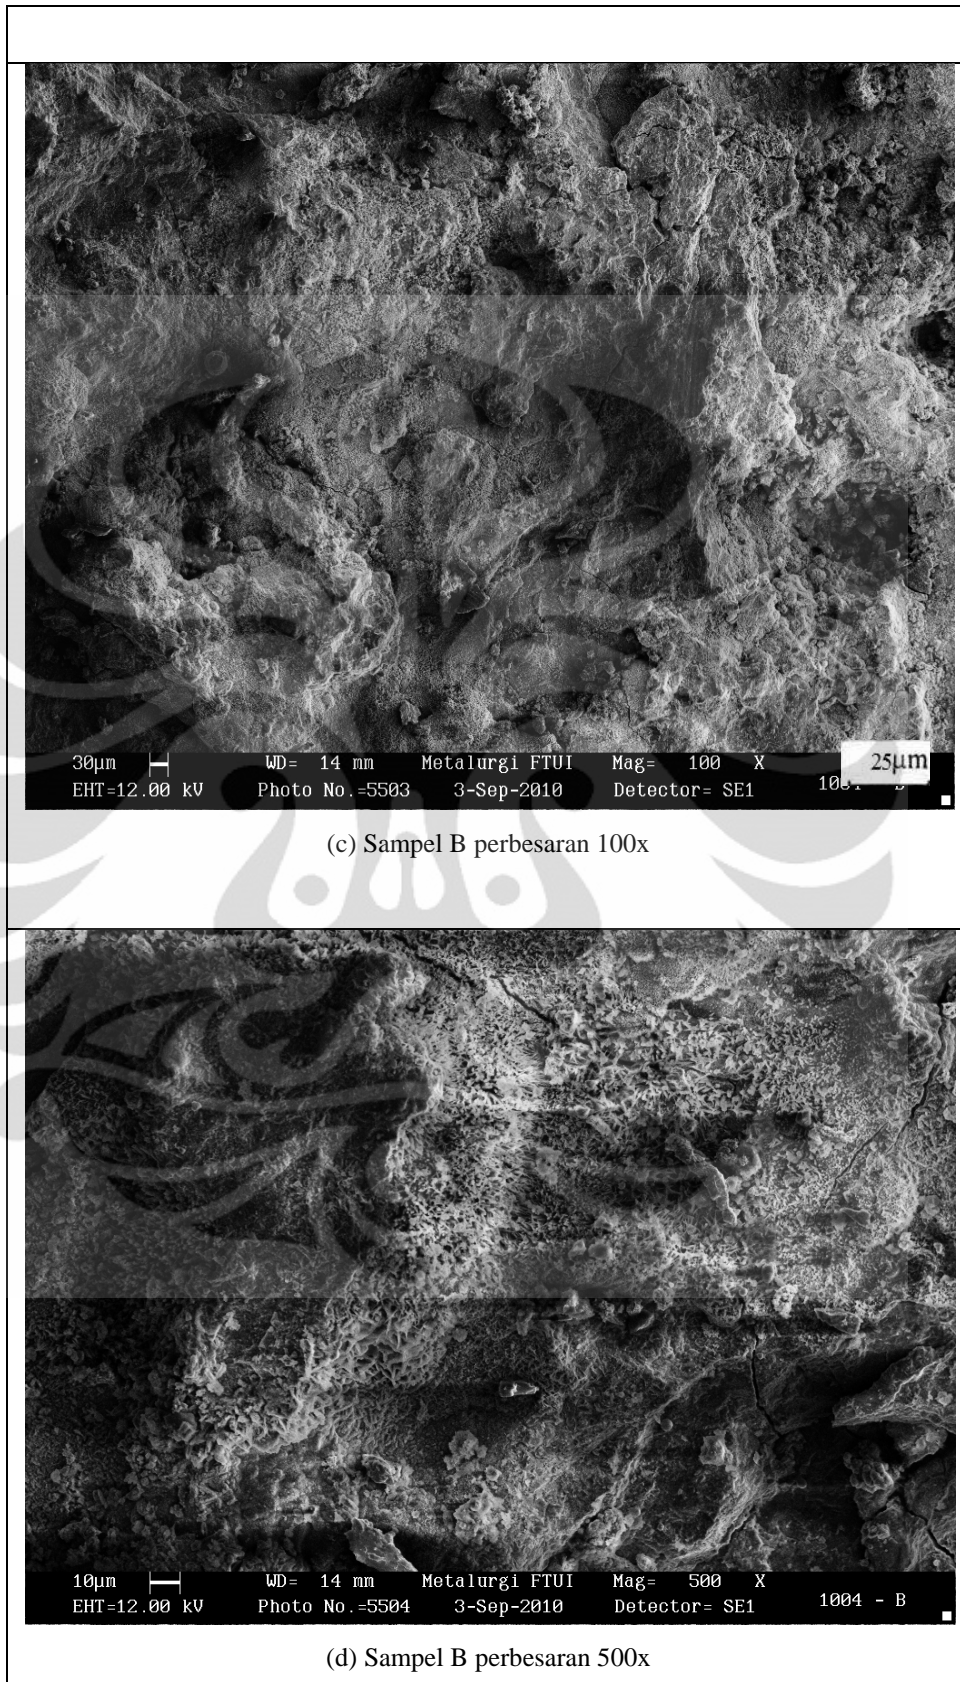 30µm WD= 14 mm Metalurgi FTUI Mag= 100 X
25µm
EHT=12.00 kV Photo No.=5503 3-Sep-2010 Detector= SE1
(c) Sampel B perbesaran 100x
10µm WD= 14 mm Metalurgi FTUI Mag= 500 X
EHT=12.00 kV Photo No.=5504 3-Sep-2010 Detector= SE1 1004 - B
(d) Sampel B perbesaran 500x